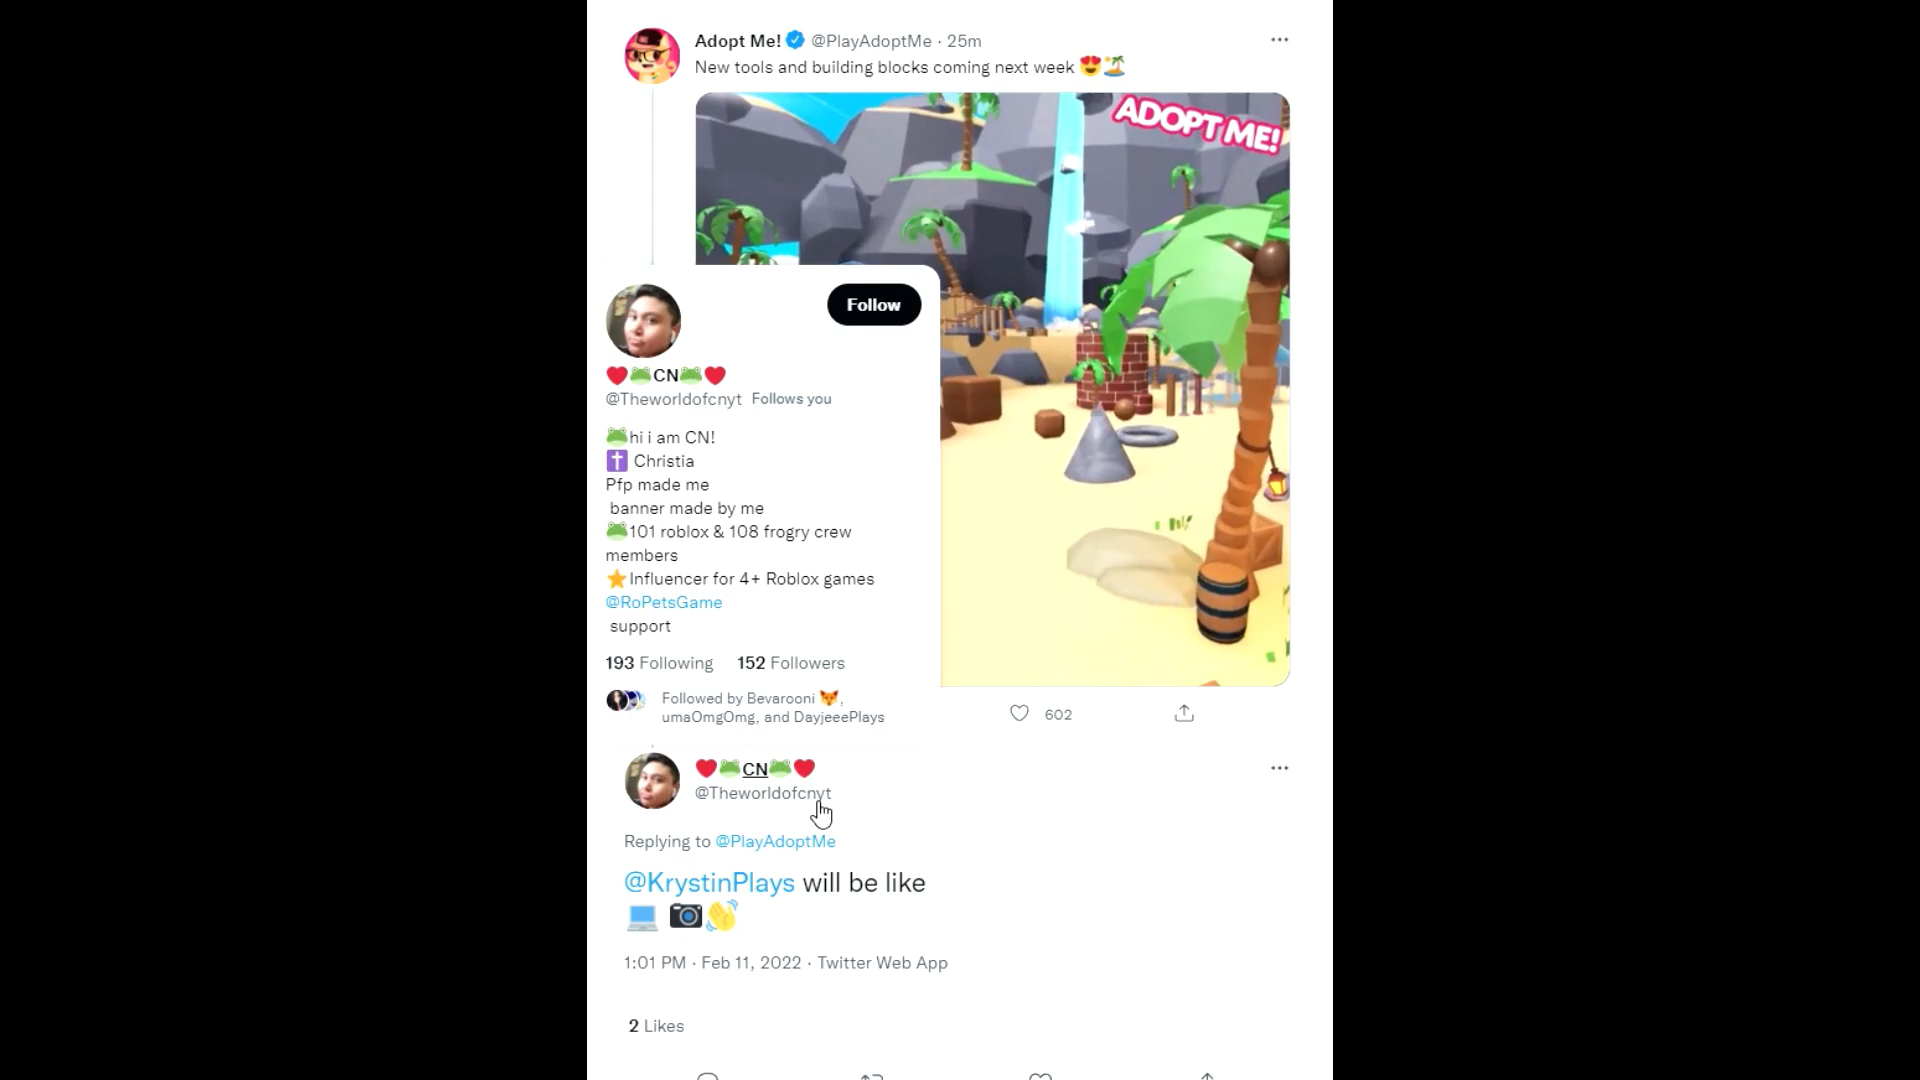 Adopt Me! @PlayAdoptMe · 25m
New tools and building blocks coming next week 😍🏝️
ADOPT ME!
Follow
❤️🐸CN🐸❤️
@Theworldofcnyt Follows you
🐸hi i am CN!
✝️ Christia
Pfp made me
banner made by me
🐸101 roblox & 108 frogry crew
members
⭐Influencer for 4+ Roblox games
@RoPetsGame
support
193 Following 152 Followers
Followed by Bevarooni 🦊,
umaOmgOmg, and DayjeeePlays
602
❤️🐸CN🐸❤️
@Theworldofcnyt
Replying to @PlayAdoptMe
@KrystinPlays will be like
💻 📷👋
1:01 PM · Feb 11, 2022 · Twitter Web App
2 Likes